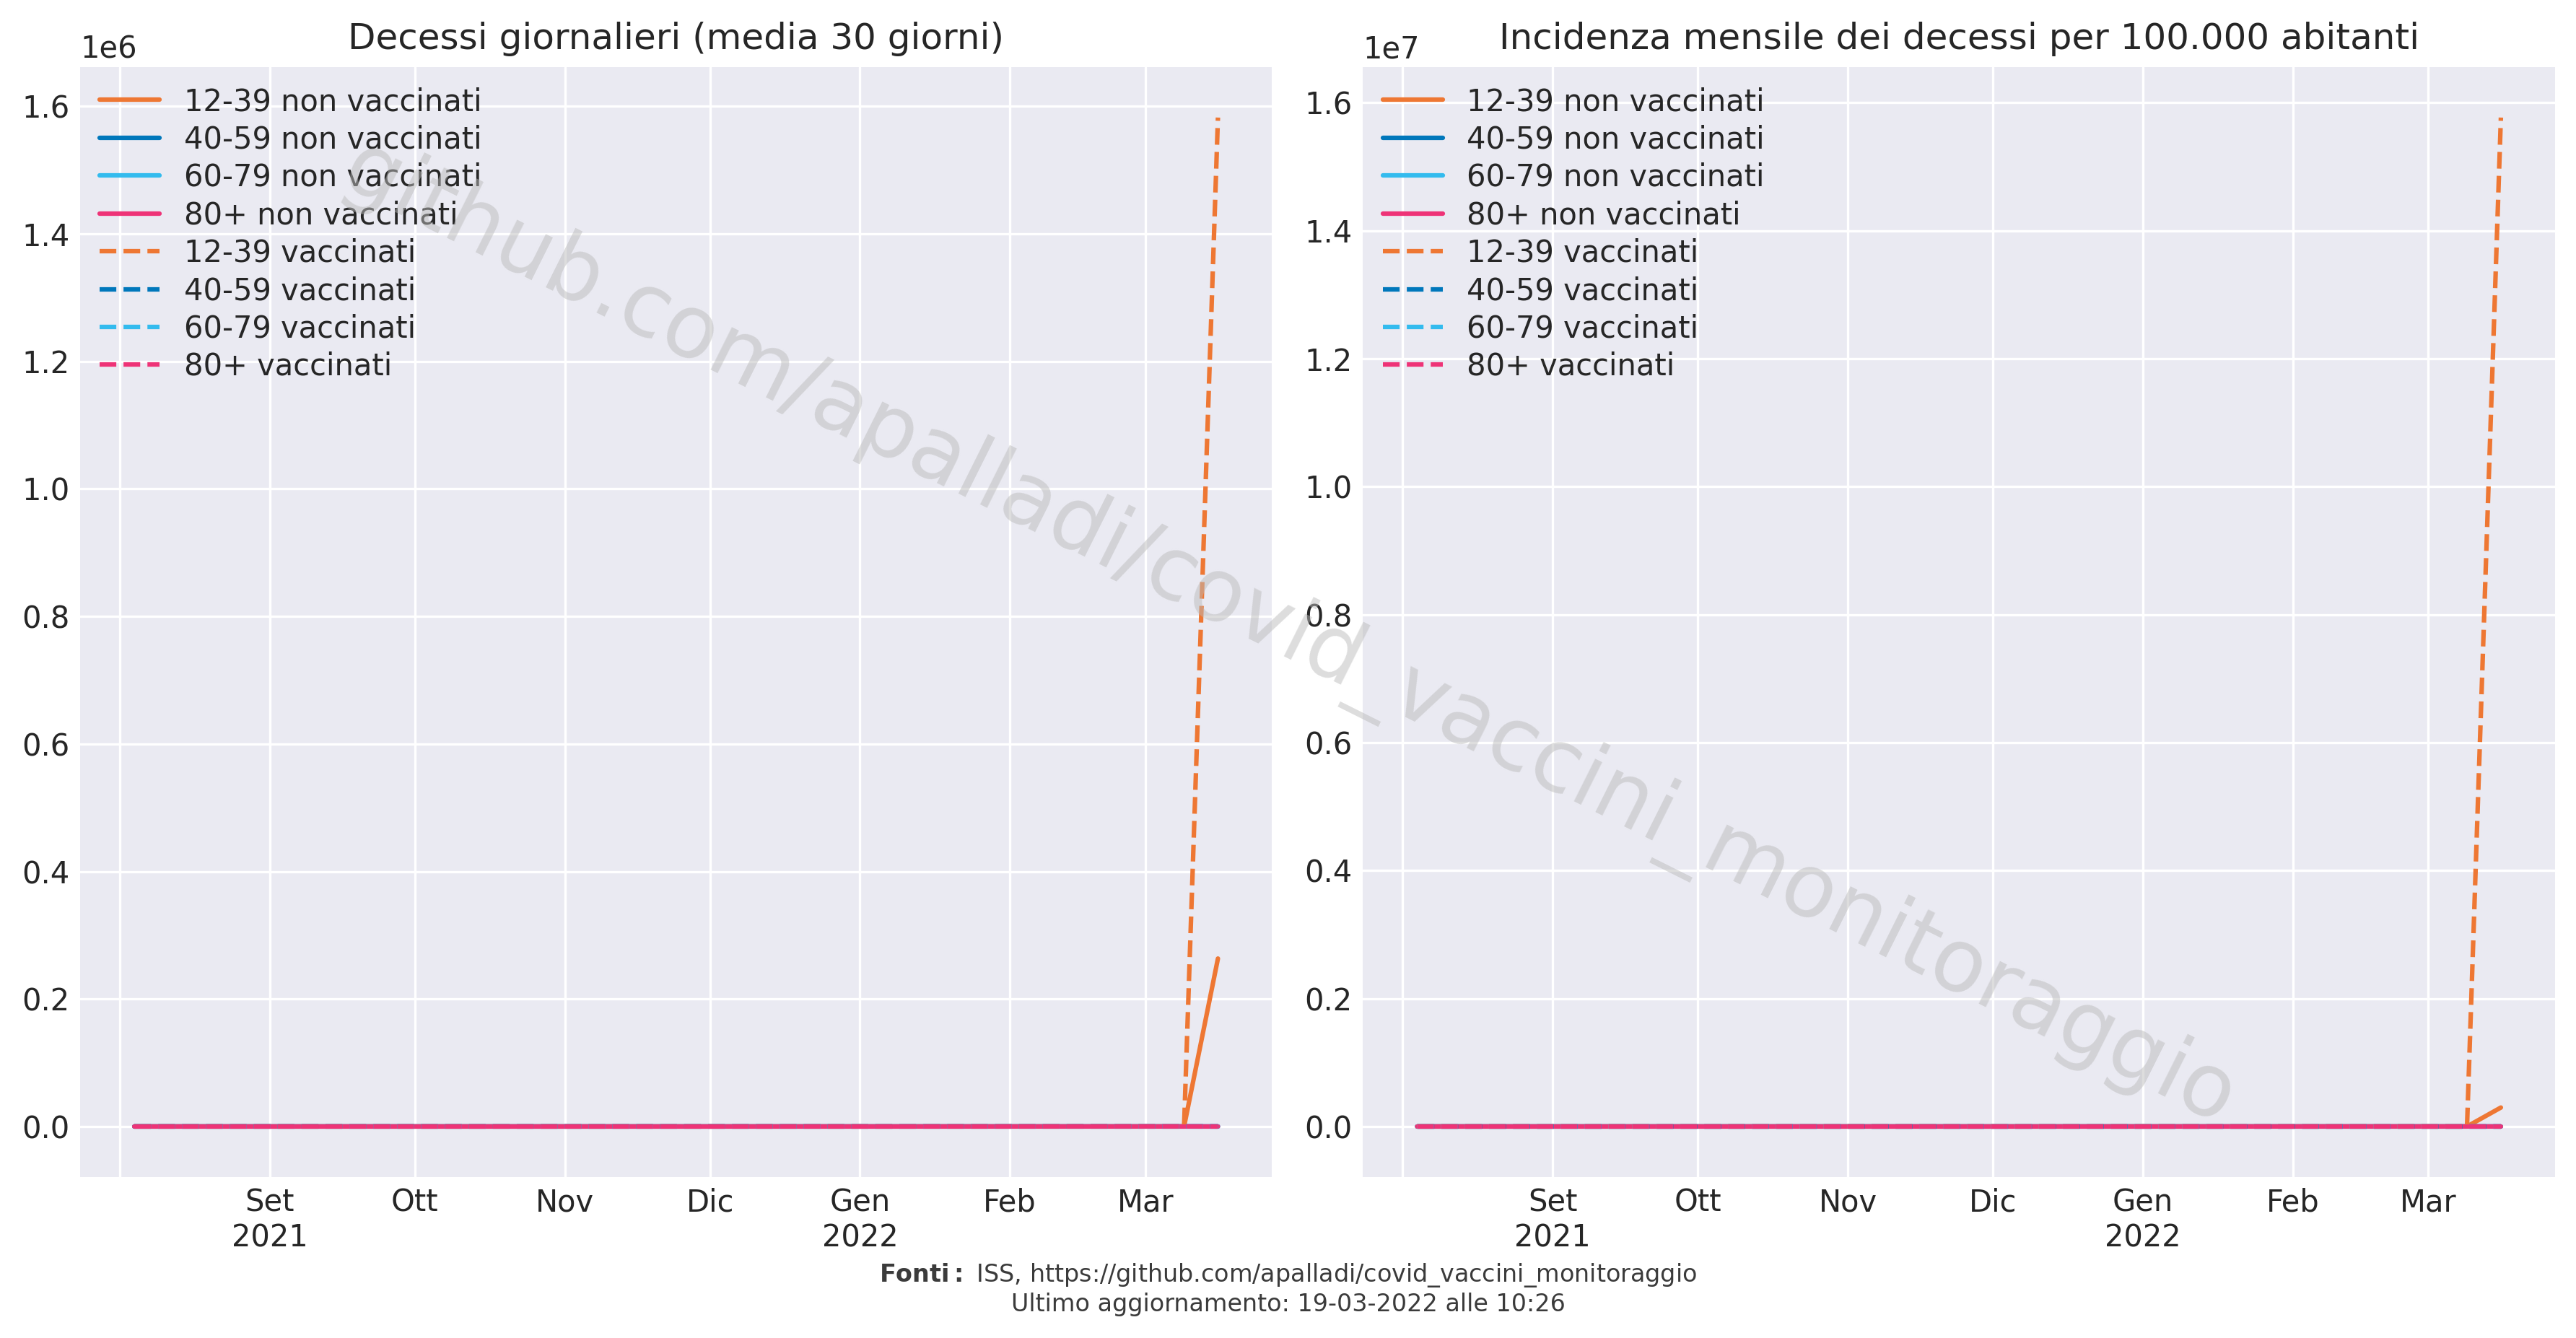 Decessi giornalieri (media 30 giorni)
1e6
1.6
1.4
1.2
1.0
0.8
0.6
0.4
0.2
0.0
12-39 non vaccinati
40-59 non vaccinati
60-79 non vaccinati
80+ non vaccinati
12-39 vaccinati
40-59 vaccinati
60-79 vaccinati
80+ vaccinati
Set Ott Nov Dic Gen Feb Mar
2021 2022
Incidenza mensile dei decessi per 100.000 abitanti
1e7
1.6
1.4
1.2
1.0
0.8
0.6
0.4
0.2
0.0
12-39 non vaccinati
40-59 non vaccinati
60-79 non vaccinati
80+ non vaccinati
12-39 vaccinati
40-59 vaccinati
60-79 vaccinati
80+ vaccinati
Set Ott Nov Dic Gen Feb Mar
2021 2022
github.com/apalladi/covid_vaccini_monitoraggio
Fonti: ISS, https://github.com/apalladi/covid_vaccini_monitoraggio
Ultimo aggiornamento: 19-03-2022 alle 10:26